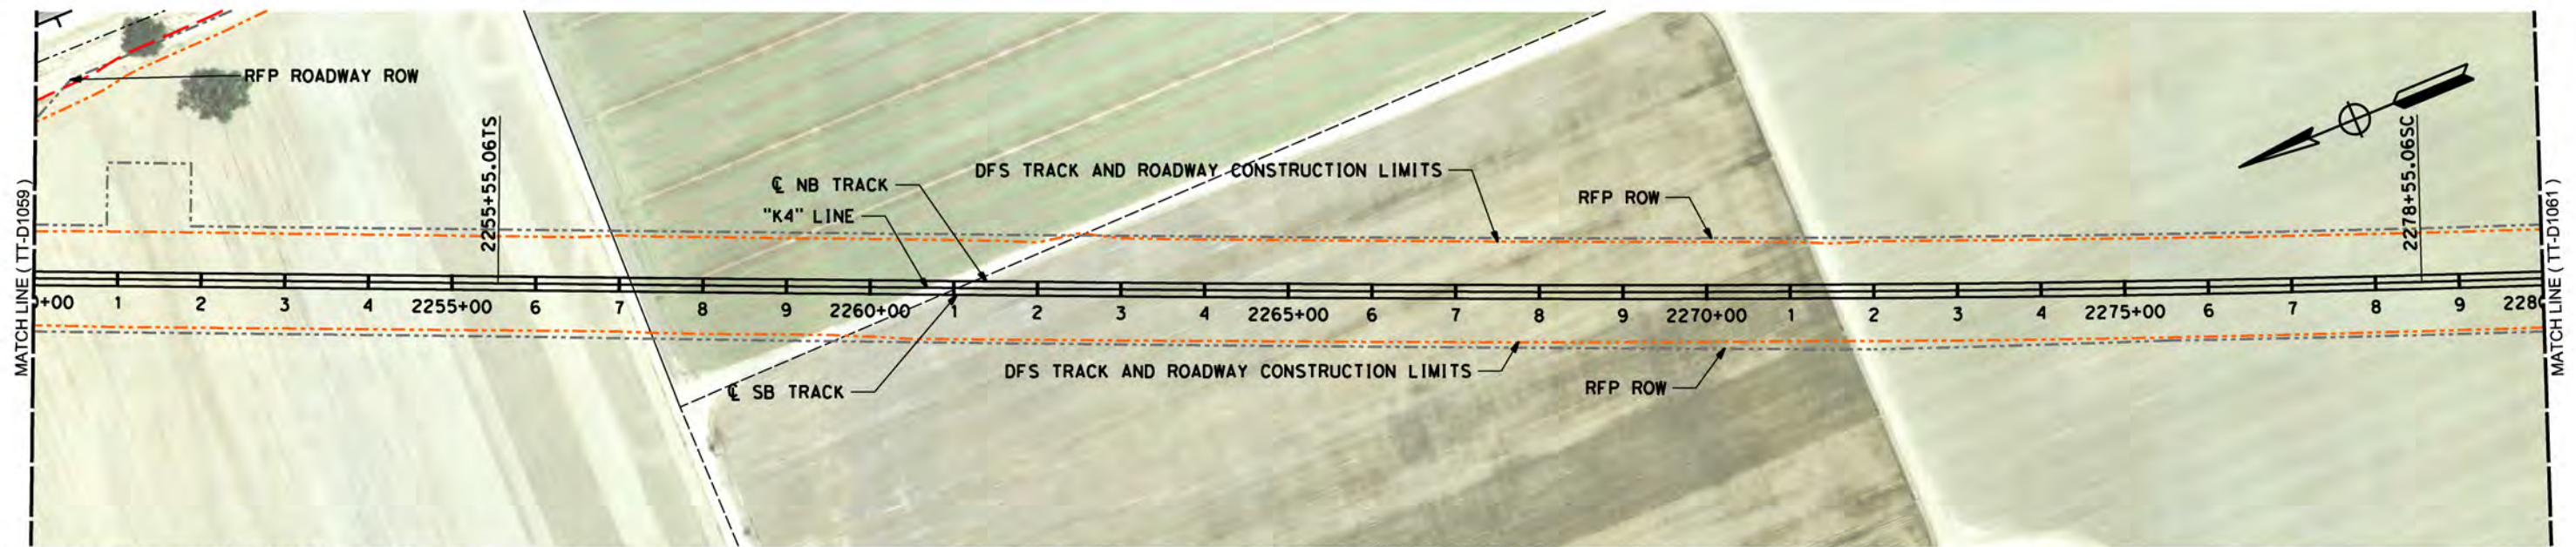 RFP ROADWAY ROW
2255+55.06TS
℄ NB TRACK
"K4" LINE
DFS TRACK AND ROADWAY CONSTRUCTION LIMITS
RFP ROW
2278+55.06SC
MATCH LINE ( TT-D1059 )
MATCH LINE ( TT-D1061 )
0+00 1 2 3 4 2255+00 6 7 8 9 2260+00 1 2 3 4 2265+00 6 7 8 9 2270+00 1 2 3 4 2275+00 6 7 8 9 2280
℄ SB TRACK
DFS TRACK AND ROADWAY CONSTRUCTION LIMITS
RFP ROW